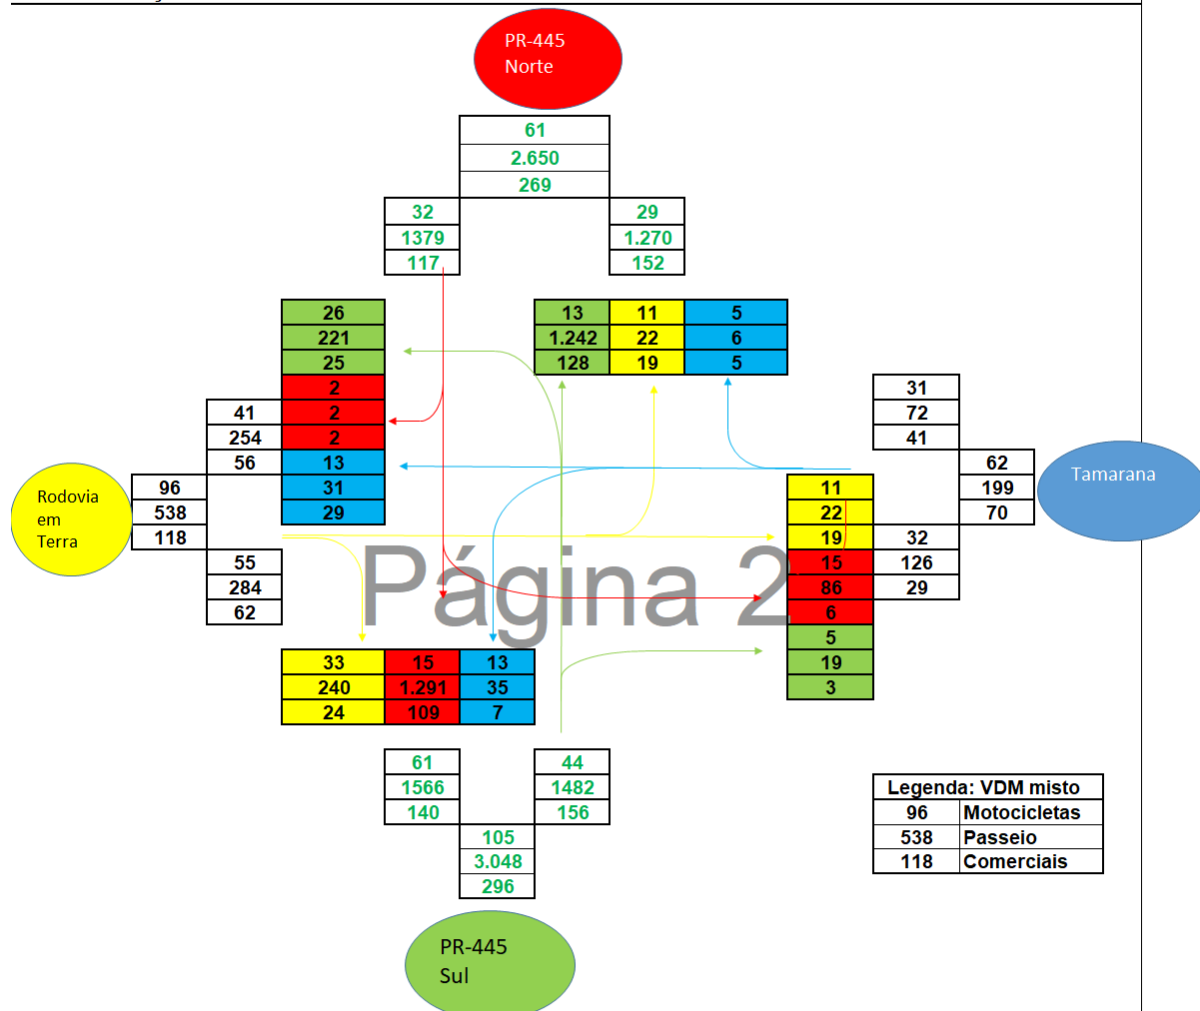 PR-445
Norte
61
2.650
269
32 29
1379 1.270
117 152
26 13 11 5
221 1.242 22 6
25 128 19 5
2 31
41 2 72
254 2 41
56 13 62
Tamarana
96 31 11 199
538 29 22 70
118 19 32
Rodovia
em
Terra
55 15 126
284 86 29
62 6
Página 2
5
33 15 13 19
240 1.291 35 3
24 109 7
61 44
1566 1482
140 156
105
3.048
296
Legenda: VDM misto
96 Motocicletas
538 Passeio
118 Comerciais
PR-445
Sul